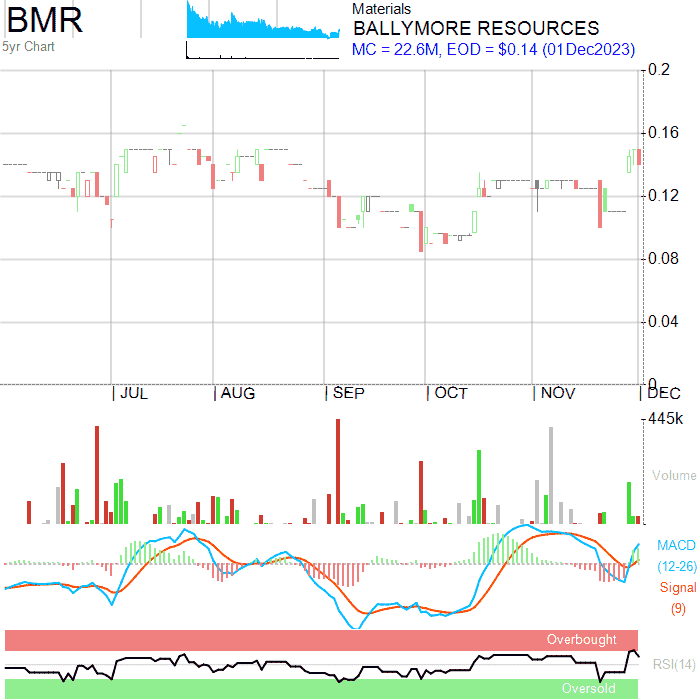 BMR
5yr Chart
Materials
BALLYMORE RESOURCES
MC = 22.6M, EOD = $0.14 (01Dec2023)
0.2
0.16
0.12
0.08
0.04
0
JUL AUG SEP OCT NOV DEC
445k
Volume
MACD
(12-26)
Signal
(9)
Overbought
RSI(14)
Oversold